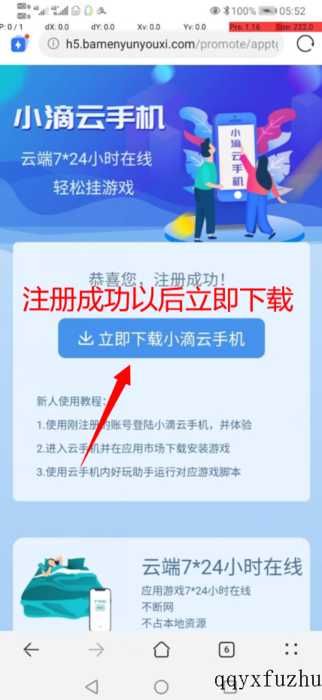 100% 05:52
P: 0 / 1 dX: 0.0 dY: 0.0 Xv: 0.0 Yv: 0.0 Prs: 1.16 Size: 222.0
h5.bamenyunyouxi.com/promote/apptg
小滴云手机
云端7*24小时在线
轻松挂游戏
小滴云手机
恭喜您，注册成功！
注册成功以后立即下载
立即下载小滴云手机
新人使用教程：
1.使用刚注册的账号登陆小滴云手机，并体验
2.进入云手机并在应用市场下载安装游戏
3.使用云手机内好玩助手运行对应游戏脚本
云端7*24小时在线
应用游戏7*24小时在线
不断网
不占本地资源
6
qqyxfuzhu